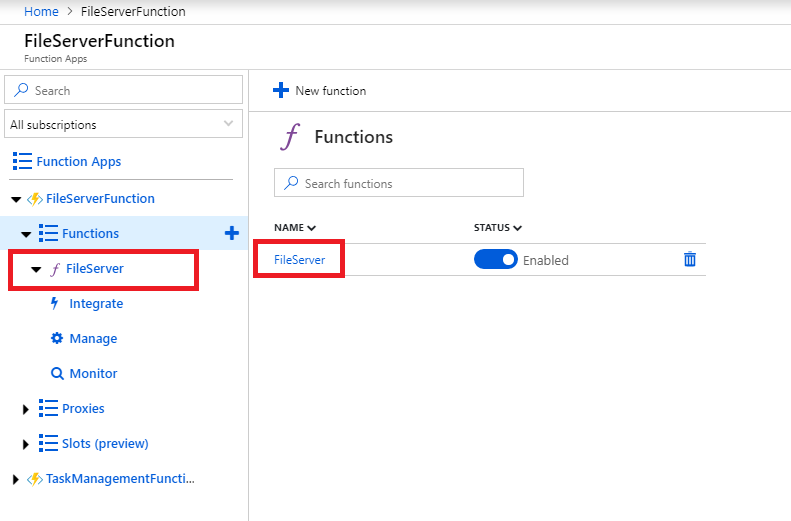 Home > FileServerFunction
FileServerFunction
Function Apps
Search
All subscriptions
Function Apps
FileServerFunction
Functions
FileServer
Integrate
Manage
Monitor
Proxies
Slots (preview)
TaskManagementFuncti...
New function
Functions
Search functions
NAME STATUS
FileServer Enabled